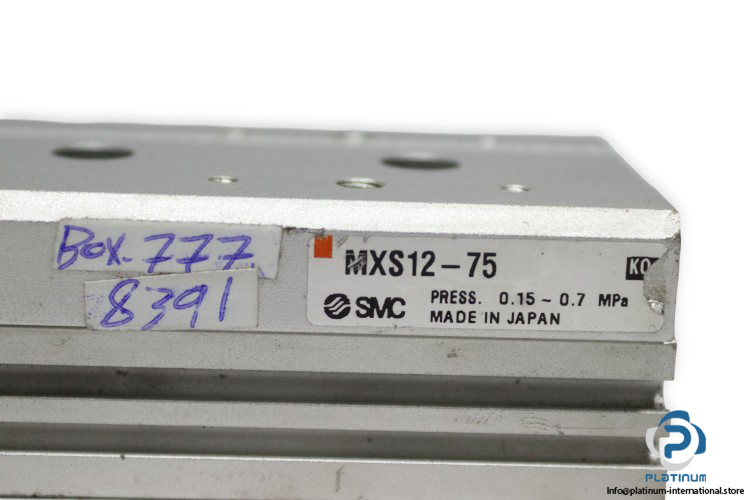 Box.777
8391
MXS12-75
KO
SMC
PRESS. 0.15 ~ 0.7 MPa
MADE IN JAPAN
PLATINUM
Info@platinum-international.store